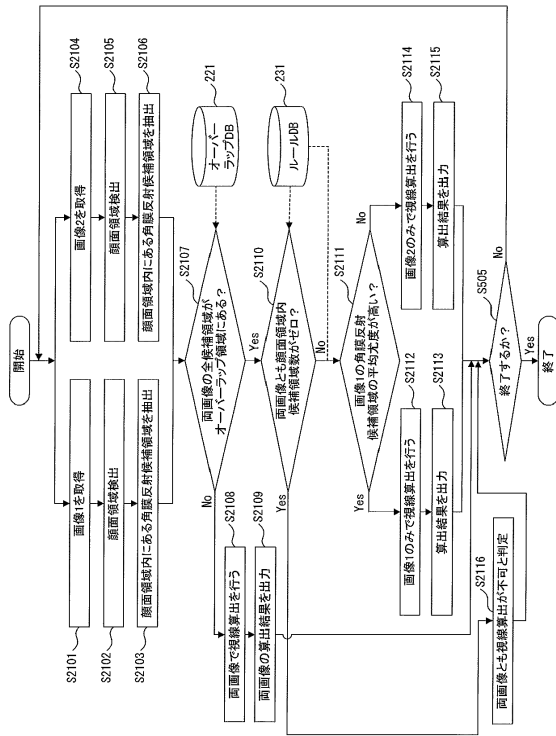 開始
S2101
画像1を取得
S2102
顔面領域検出
S2103
顔面領域内にある角膜反射候補領域を抽出
S2104
画像2を取得
S2105
顔面領域検出
S2106
顔面領域内にある角膜反射候補領域を抽出
S2107
両画像の全候補領域が
オーバーラップ領域にある?
221
オーバー
ラップDB
No
Yes
S2108
両画像で視線算出を行う
S2109
両画像の算出結果を出力
S2110
両画像とも顔面領域内
候補領域数がゼロ?
231
ルールDB
Yes
No
S2111
画像1の角膜反射
候補領域の平均尤度が高い?
Yes
No
S2112
画像1のみで視線算出を行う
S2113
算出結果を出力
S2114
画像2のみで視線算出を行う
S2115
算出結果を出力
S2116
両画像とも視線算出が不可と判定
S505
終了するか?
No
Yes
終了